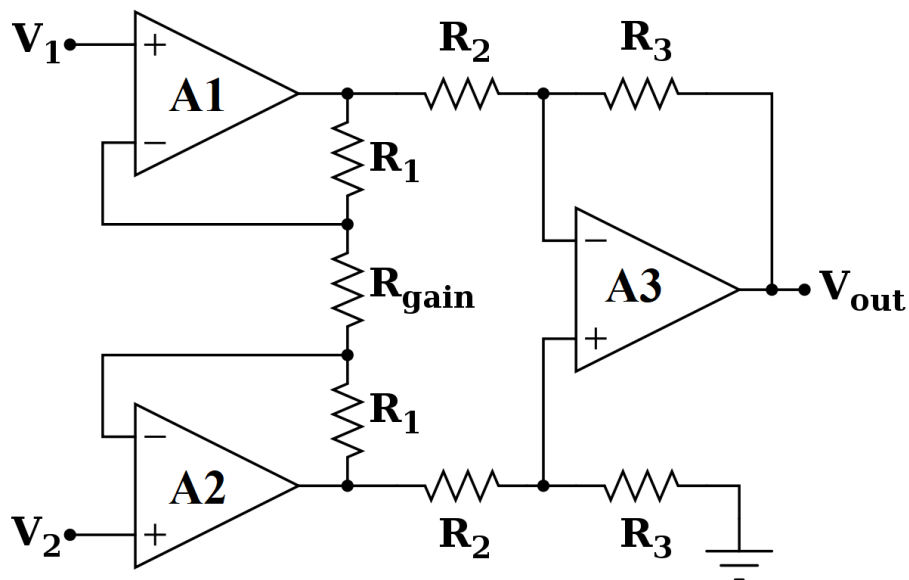 V1
+
A1
−
R2
R3
R1
Rgain
−
A3
+
Vout
R1
−
A2
+
V2
R2
R3